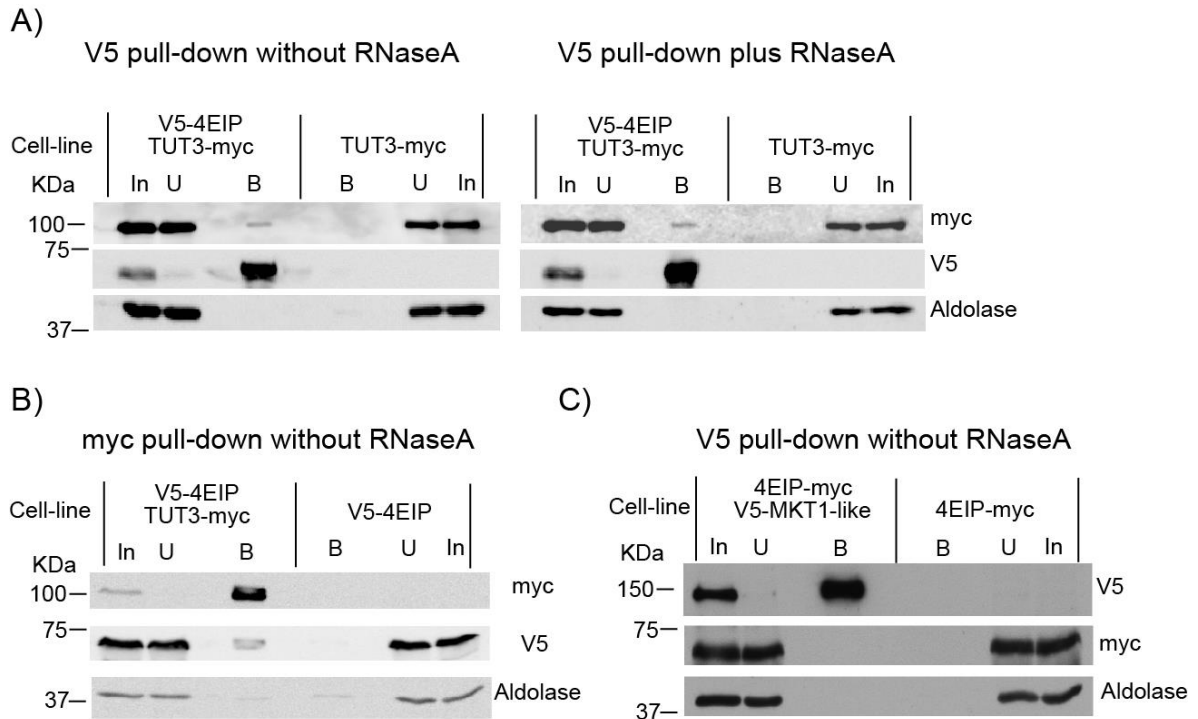 A)
V5 pull-down without RNaseA
V5 pull-down plus RNaseA
Cell-line
V5-4EIP
TUT3-myc
TUT3-myc
V5-4EIP
TUT3-myc
TUT3-myc
KDa
In U B B U In
In U B B U In
100
myc
75
V5
Aldolase
37
B)
myc pull-down without RNaseA
Cell-line
V5-4EIP
TUT3-myc
V5-4EIP
KDa
In U B B U In
100
myc
75
V5
Aldolase
37
C)
V5 pull-down without RNaseA
Cell-line
4EIP-myc
V5-MKT1-like
4EIP-myc
KDa
In U B B U In
150
V5
75
myc
Aldolase
37